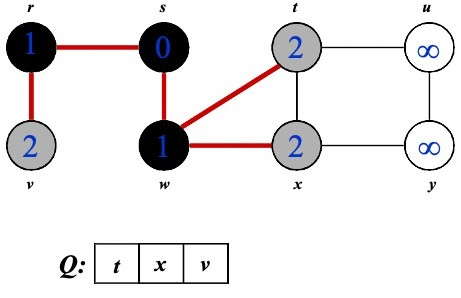 r s t u
1 0 2 ∞
2 1 2 ∞
v w x y
Q: t x v